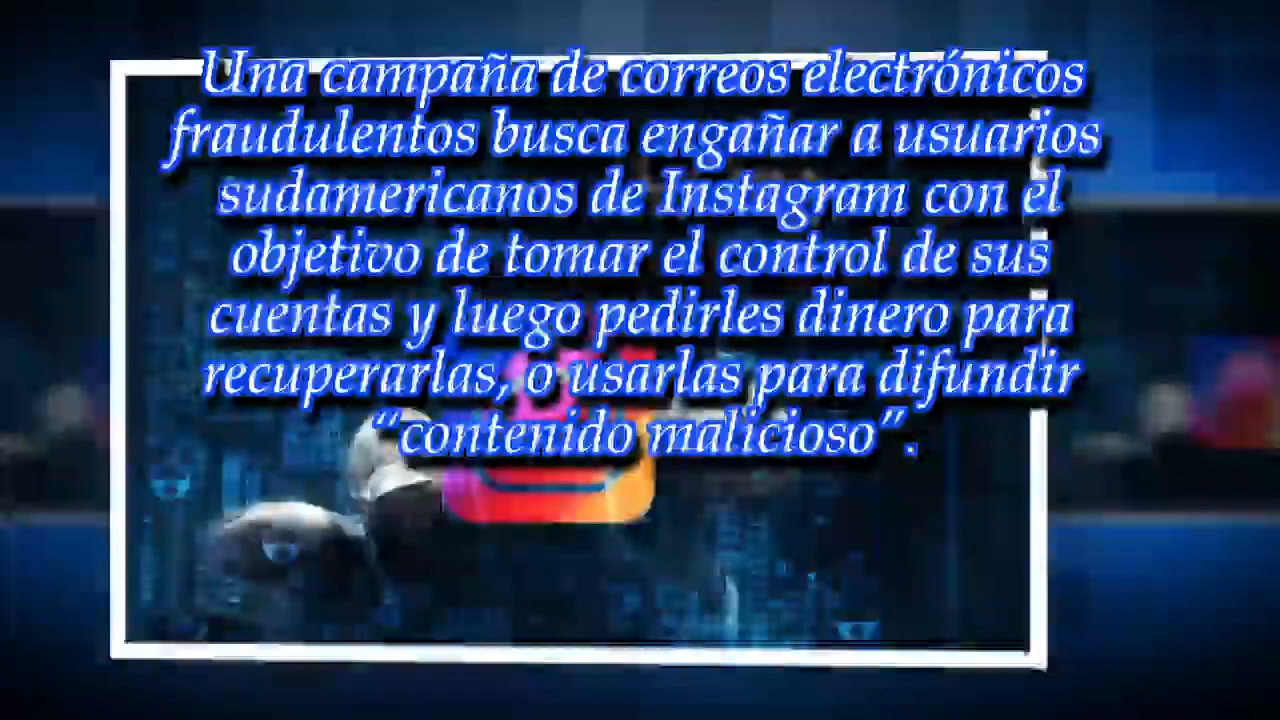 Una campaña de correos electrónicos
fraudulentos busca engañar a usuarios
sudamericanos de Instagram con el
objetivo de tomar el control de sus
cuentas y luego pedirles dinero para
recuperarlas, o usarlas para difundir
“contenido malicioso”.